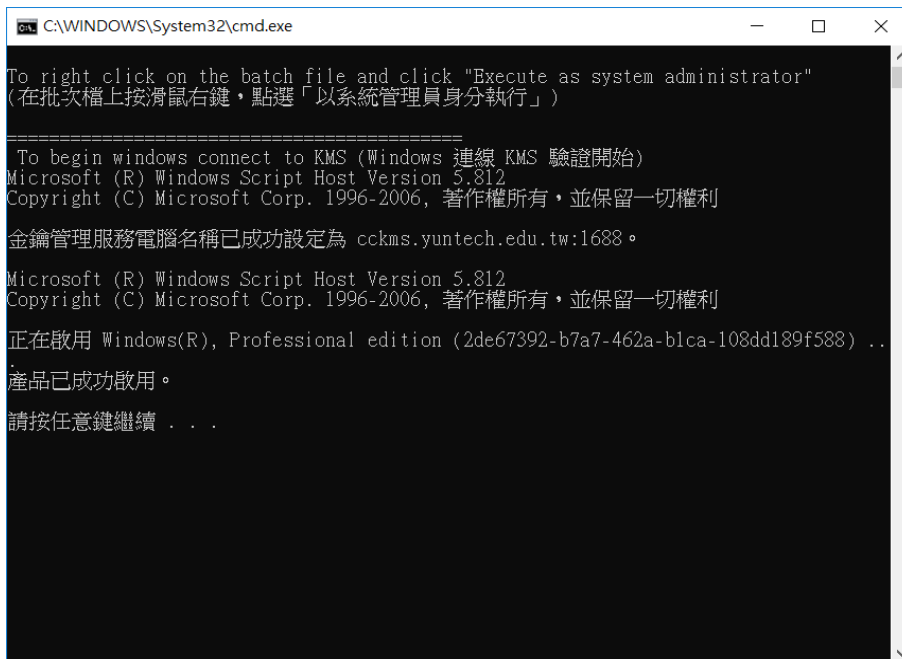 C:\WINDOWS\System32\cmd.exe
To right click on the batch file and click "Execute as system administrator"
(在批次檔上按滑鼠右鍵，點選「以系統管理員身分執行」)
===========================================
To begin windows connect to KMS (Windows 連線 KMS 驗證開始)
Microsoft (R) Windows Script Host Version 5.812
Copyright (C) Microsoft Corp. 1996-2006, 著作權所有，並保留一切權利
金鑰管理服務電腦名稱已成功設定為 cckms.yuntech.edu.tw:1688。
Microsoft (R) Windows Script Host Version 5.812
Copyright (C) Microsoft Corp. 1996-2006, 著作權所有，並保留一切權利
正在啟用 Windows(R), Professional edition (2de67392-b7a7-462a-b1ca-108dd189f588) ..
.
產品已成功啟用。
請按任意鍵繼續 . . .